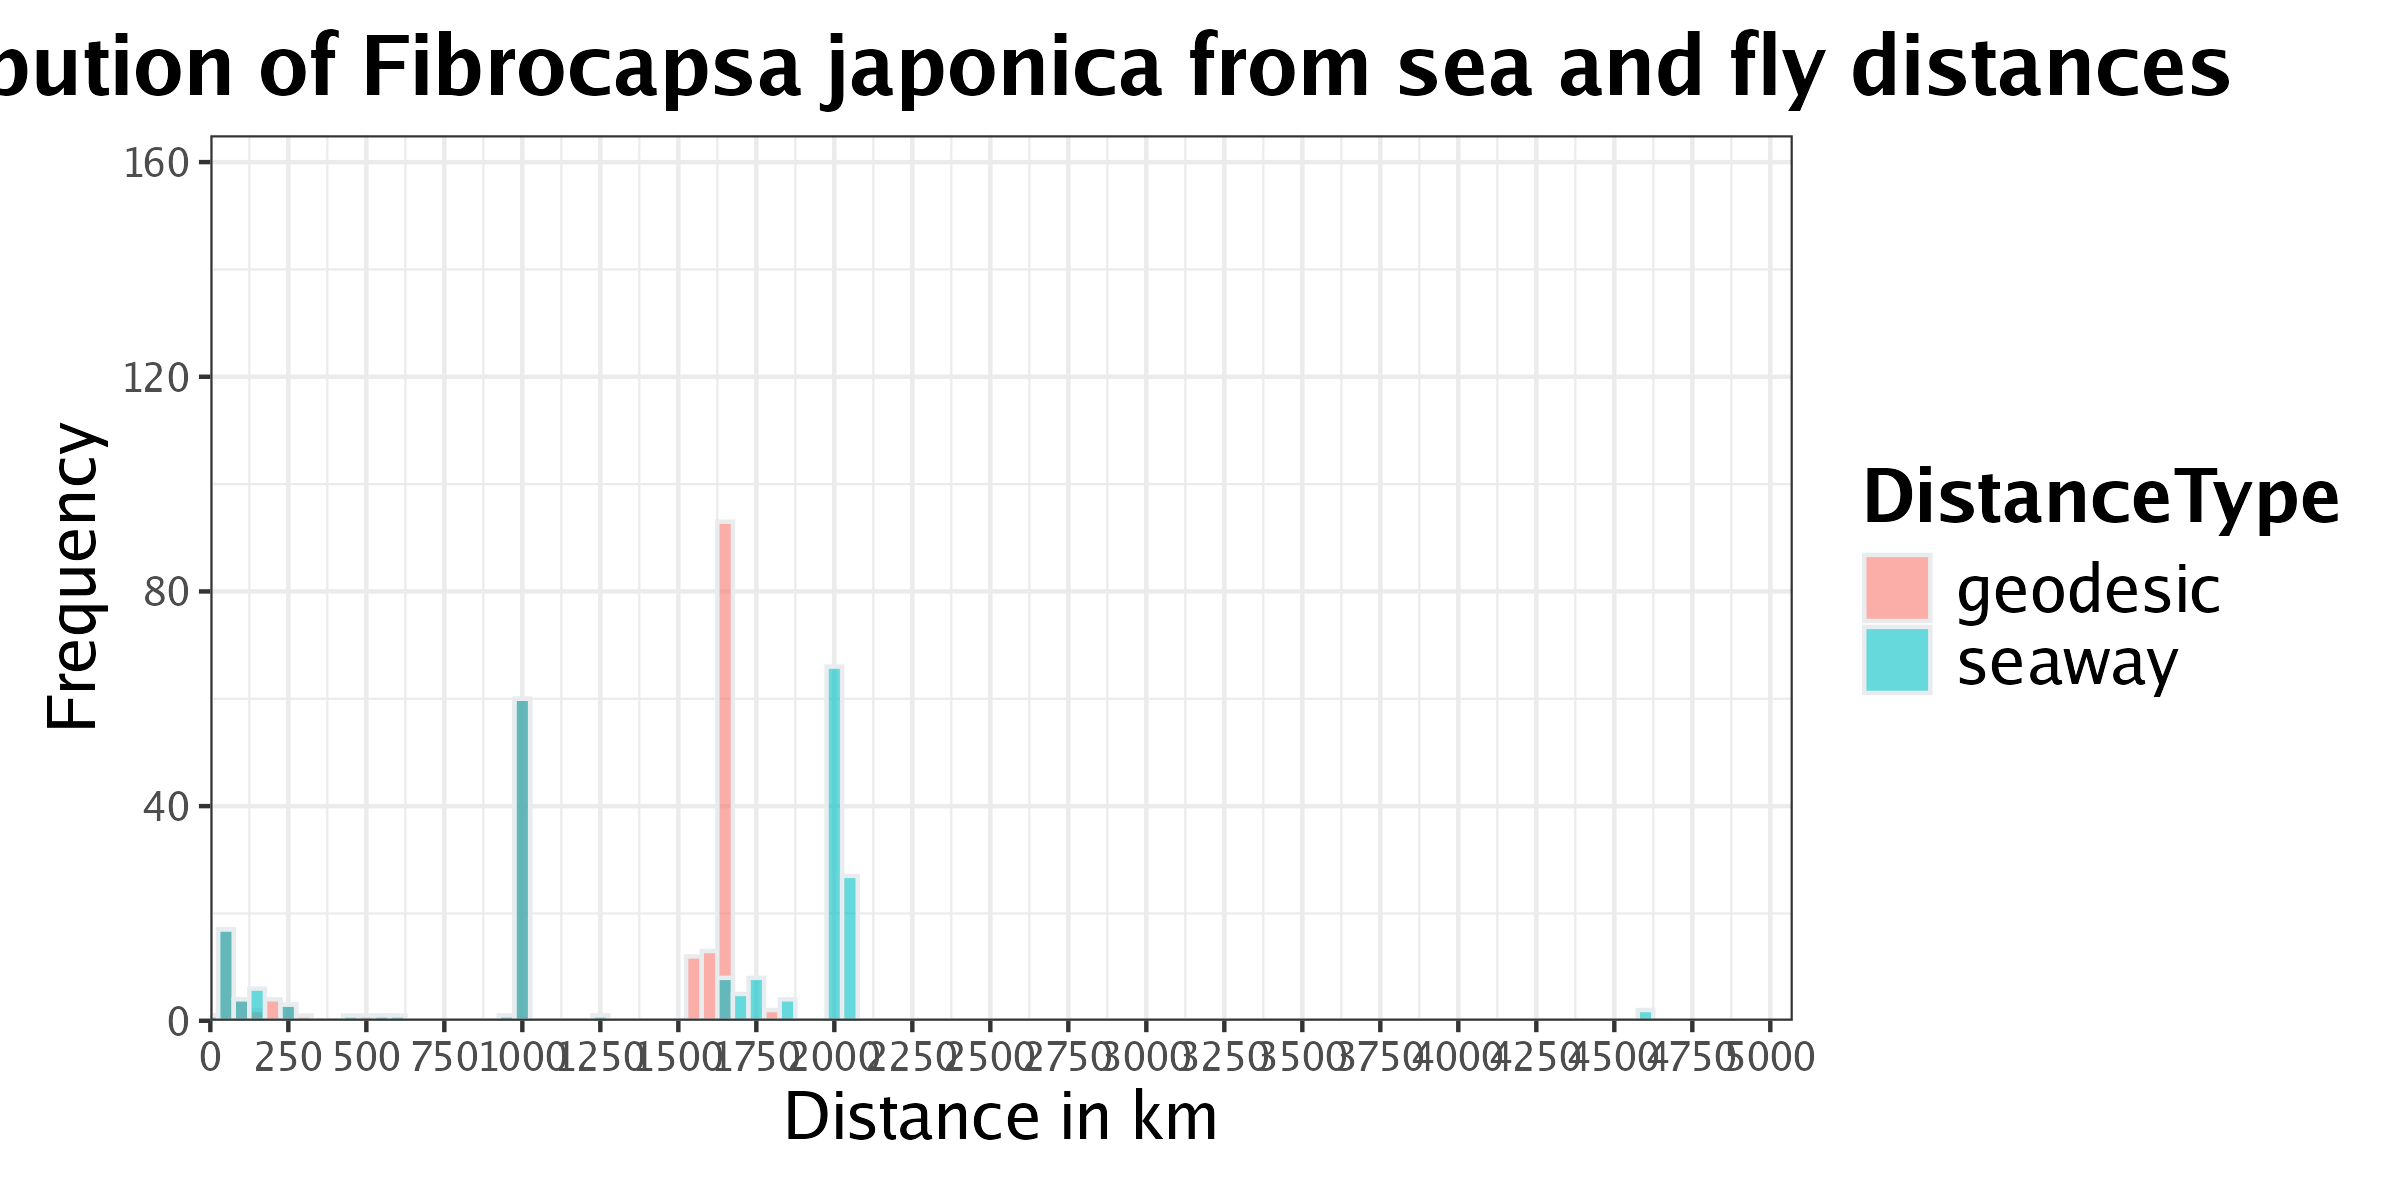 bution of Fibrocapsa japonica from sea and fly distances
160
120
80
40
0
Frequency
0 250 500 750 1000 1250 1500 1750 2000 2250 2500 2750 3000 3250 3500 3750 4000 4250 4500 4750 5000
Distance in km
DistanceType
geodesic
seaway